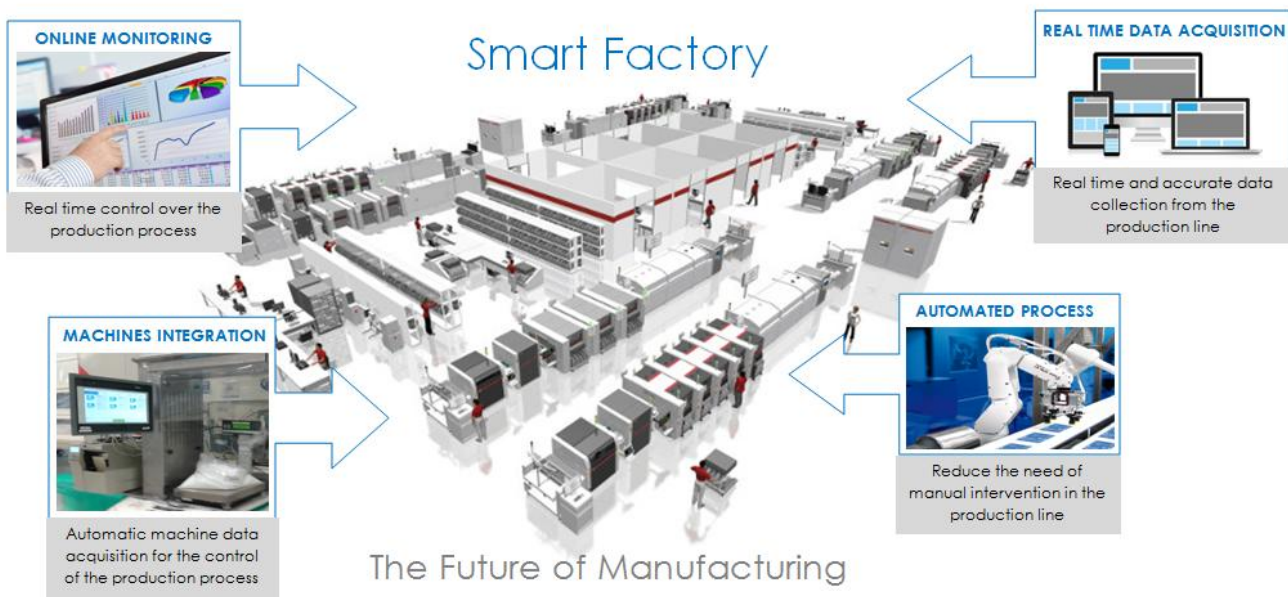 Smart Factory
ONLINE MONITORING
Real time control over the
production process
REAL TIME DATA ACQUISITION
Real time and accurate data
collection from the
production line
MACHINES INTEGRATION
Automatic machine data
acquisition for the control
of the production process
AUTOMATED PROCESS
Reduce the need of
manual intervention in the
production line
The Future of Manufacturing